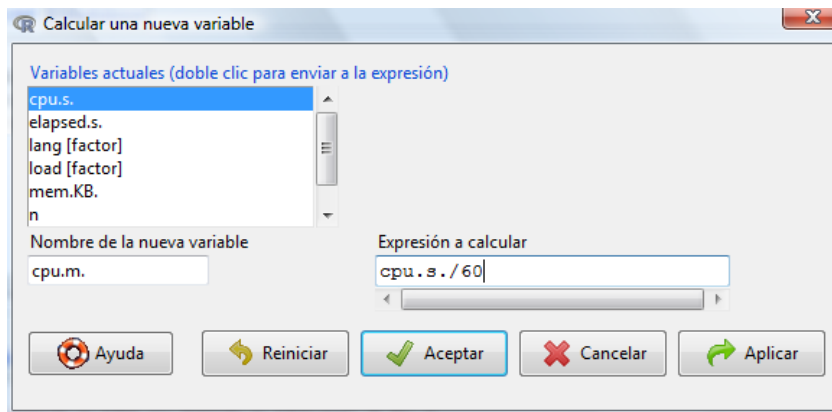 Calcular una nueva variable
Variables actuales (doble clic para enviar a la expresión)
cpu.s.
elapsed.s.
lang [factor]
load [factor]
mem.KB.
n
Nombre de la nueva variable
Expresión a calcular
cpu.m.
cpu.s./60
Ayuda
Reiniciar
Aceptar
Cancelar
Aplicar